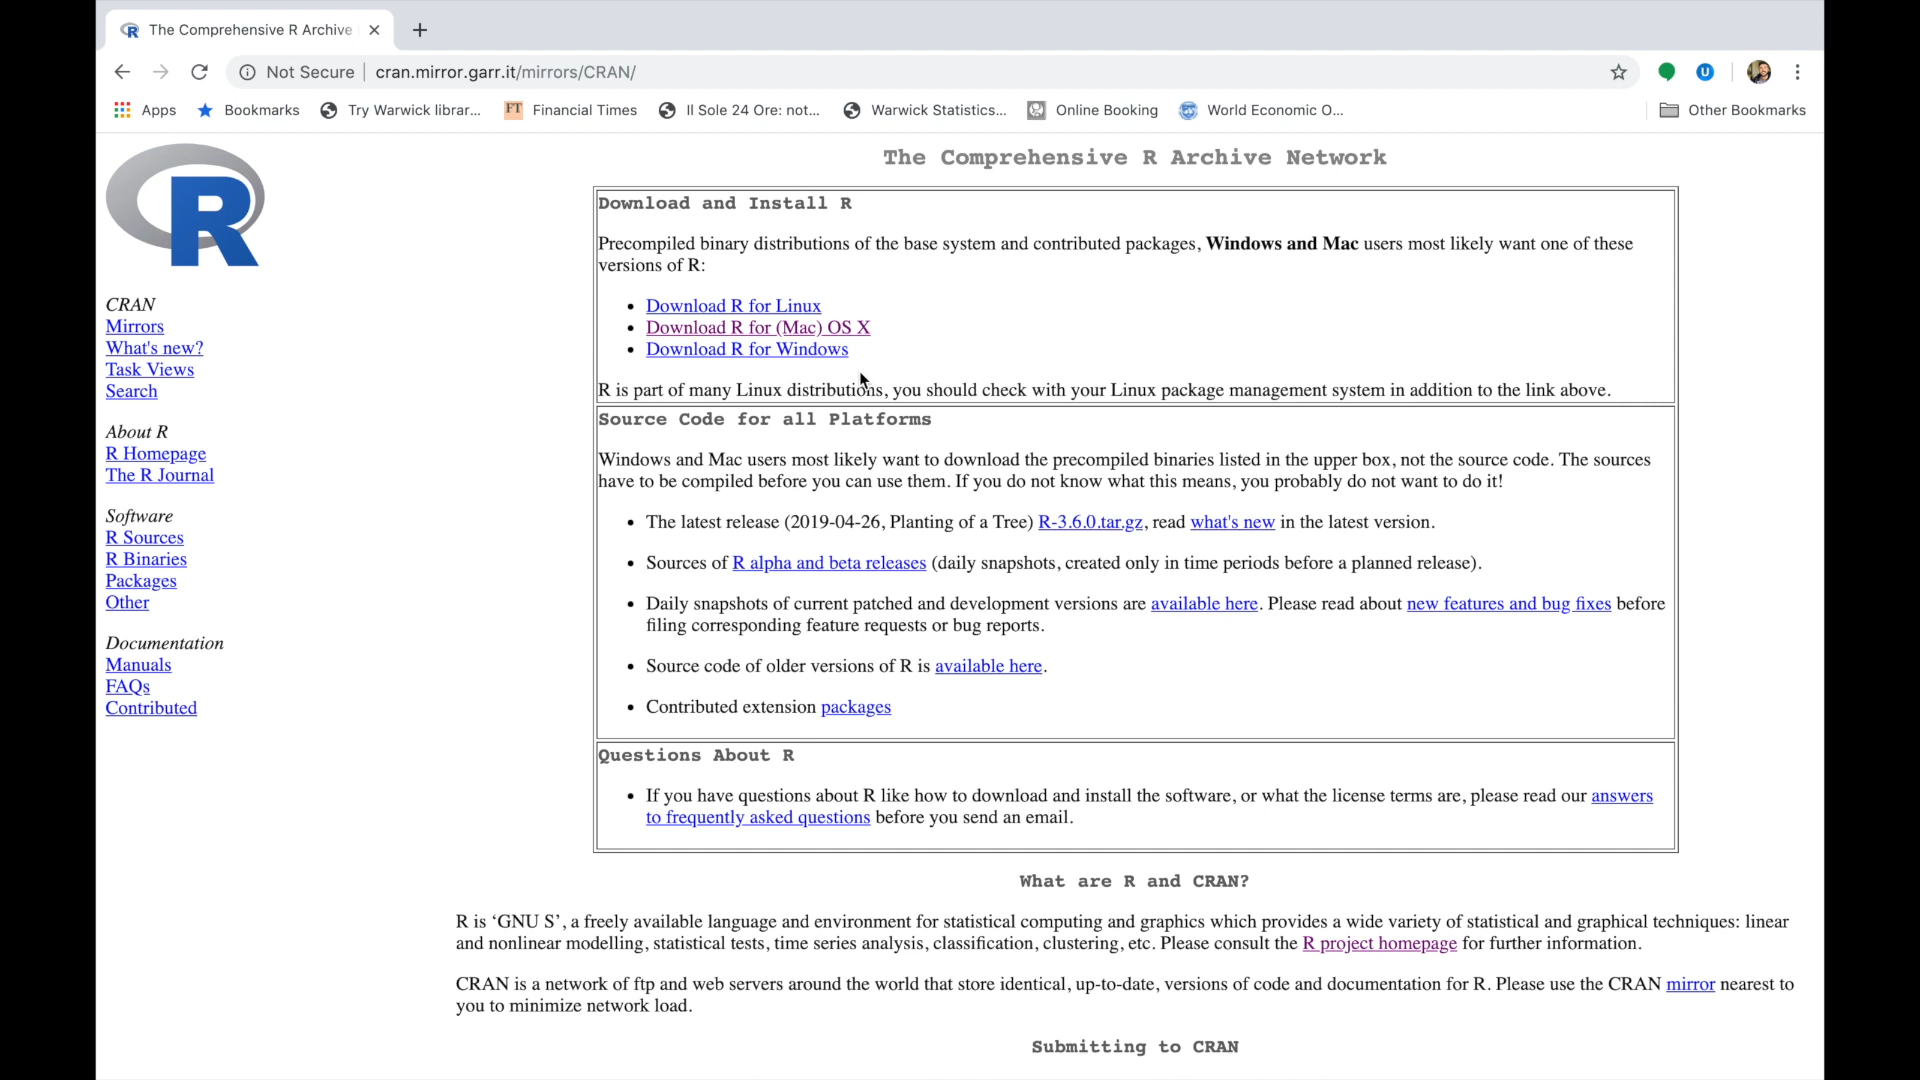 The Comprehensive R Archive
Not Secure | cran.mirror.garr.it/mirrors/CRAN/
U
Apps Bookmarks Try Warwick librar... FT Financial Times Il Sole 24 Ore: not... Warwick Statistics... Online Booking World Economic O... Other Bookmarks
R
CRAN
Mirrors
What's new?
Task Views
Search
About R
R Homepage
The R Journal
Software
R Sources
R Binaries
Packages
Other
Documentation
Manuals
FAQs
Contributed
The Comprehensive R Archive Network
Download and Install R
Precompiled binary distributions of the base system and contributed packages, Windows and Mac users most likely want one of these
versions of R:
• Download R for Linux
• Download R for (Mac) OS X
• Download R for Windows
R is part of many Linux distributions, you should check with your Linux package management system in addition to the link above.
Source Code for all Platforms
Windows and Mac users most likely want to download the precompiled binaries listed in the upper box, not the source code. The sources
have to be compiled before you can use them. If you do not know what this means, you probably do not want to do it!
• The latest release (2019-04-26, Planting of a Tree) R-3.6.0.tar.gz, read what's new in the latest version.
• Sources of R alpha and beta releases (daily snapshots, created only in time periods before a planned release).
• Daily snapshots of current patched and development versions are available here. Please read about new features and bug fixes before
filing corresponding feature requests or bug reports.
• Source code of older versions of R is available here.
• Contributed extension packages
Questions About R
• If you have questions about R like how to download and install the software, or what the license terms are, please read our answers
to frequently asked questions before you send an email.
What are R and CRAN?
R is ‘GNU S’, a freely available language and environment for statistical computing and graphics which provides a wide variety of statistical and graphical techniques: linear
and nonlinear modelling, statistical tests, time series analysis, classification, clustering, etc. Please consult the R project homepage for further information.
CRAN is a network of ftp and web servers around the world that store identical, up-to-date, versions of code and documentation for R. Please use the CRAN mirror nearest to
you to minimize network load.
Submitting to CRAN